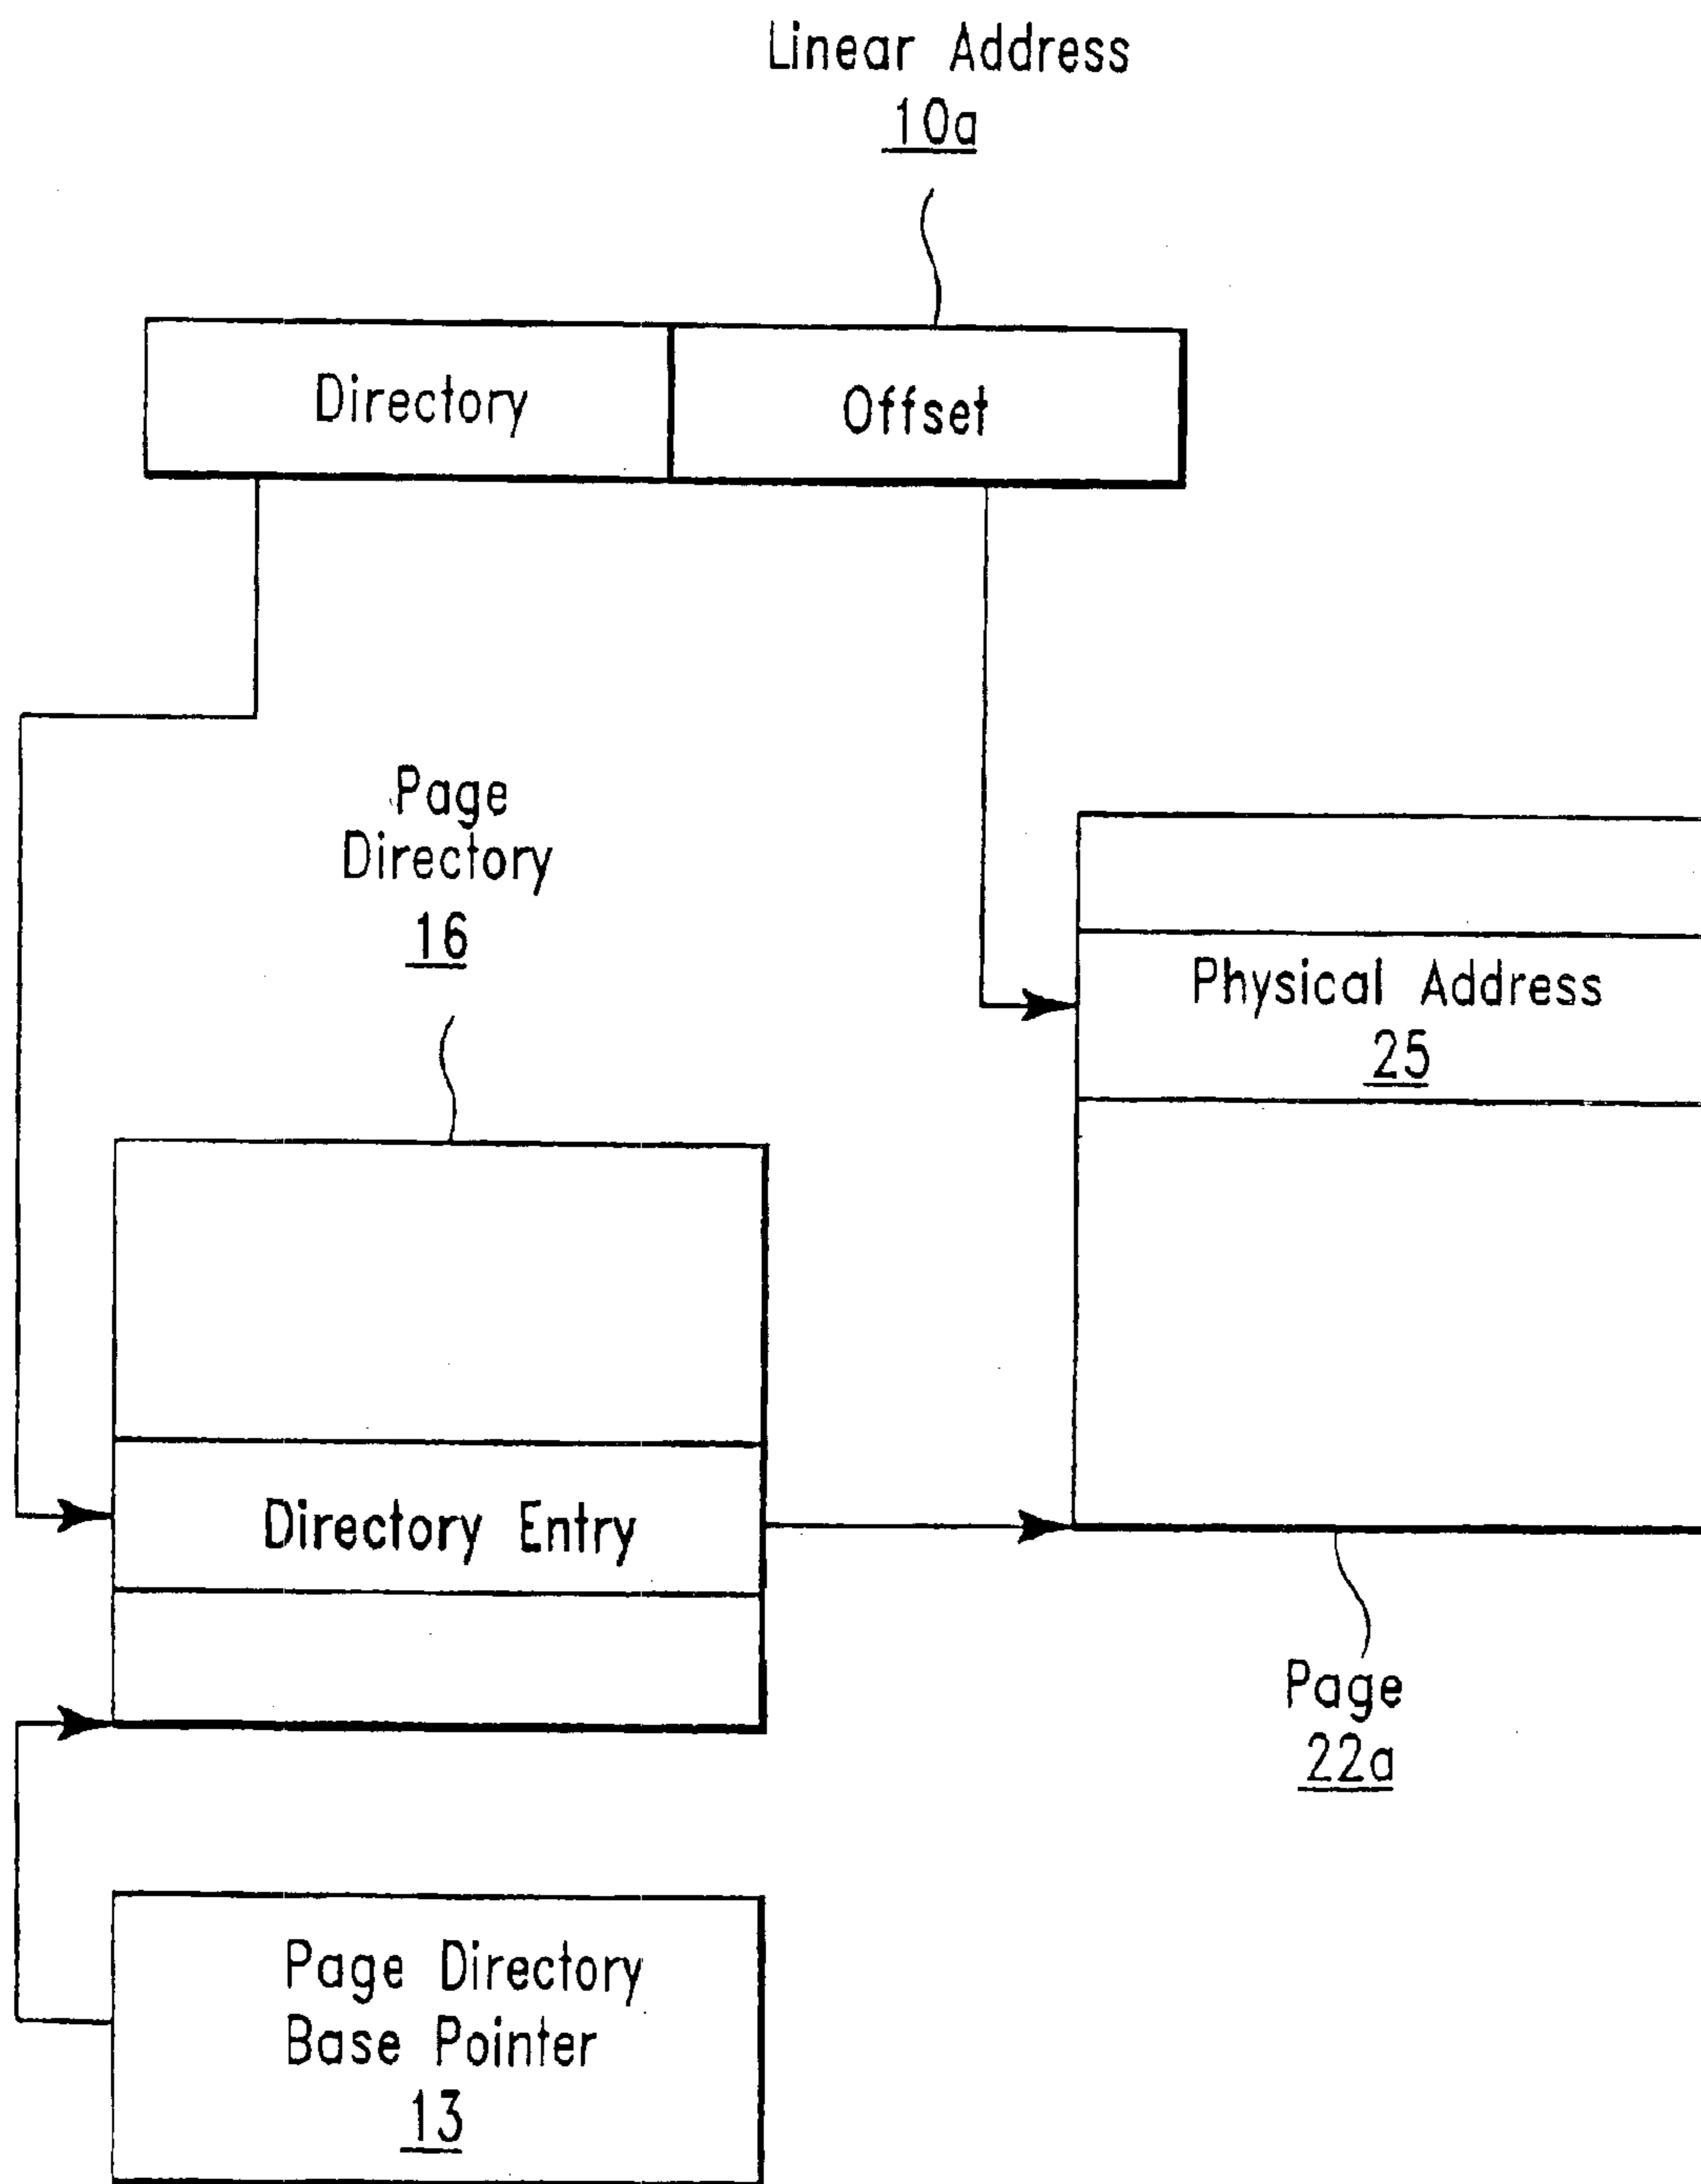 Linear Address
10a
Directory
Offset
Page
Directory
16
Physical Address
25
Directory Entry
Page
22a
Page Directory
Base Pointer
13